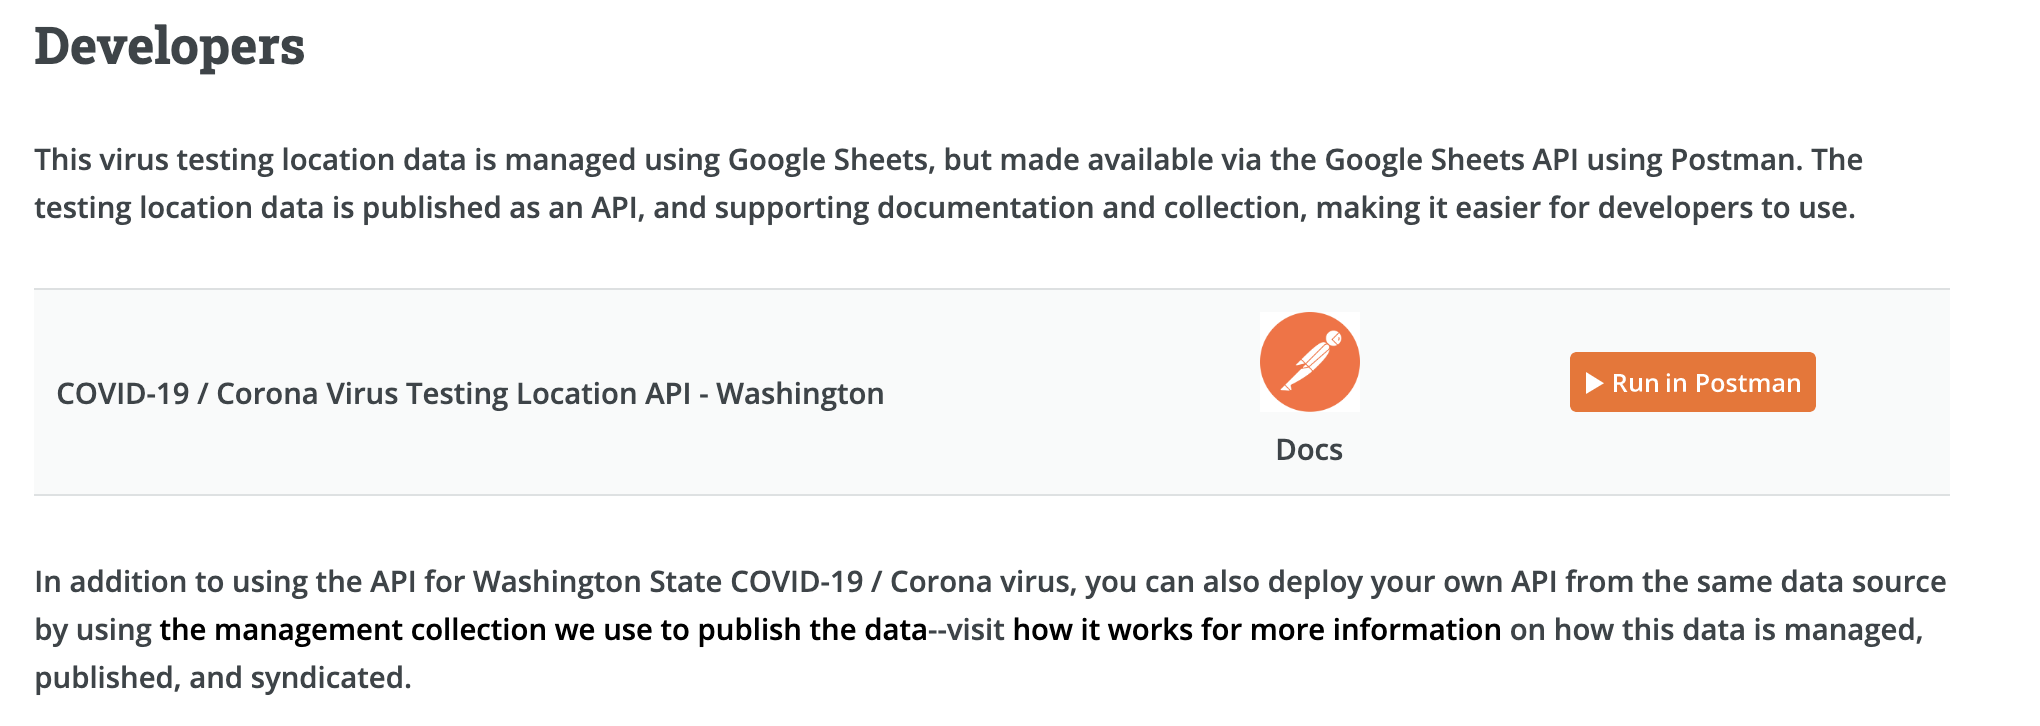 Developers
This virus testing location data is managed using Google Sheets, but made available via the Google Sheets API using Postman. The
testing location data is published as an API, and supporting documentation and collection, making it easier for developers to use.
COVID-19 / Corona Virus Testing Location API - Washington
Docs
Run in Postman
In addition to using the API for Washington State COVID-19 / Corona virus, you can also deploy your own API from the same data source
by using the management collection we use to publish the data--visit how it works for more information on how this data is managed,
published, and syndicated.